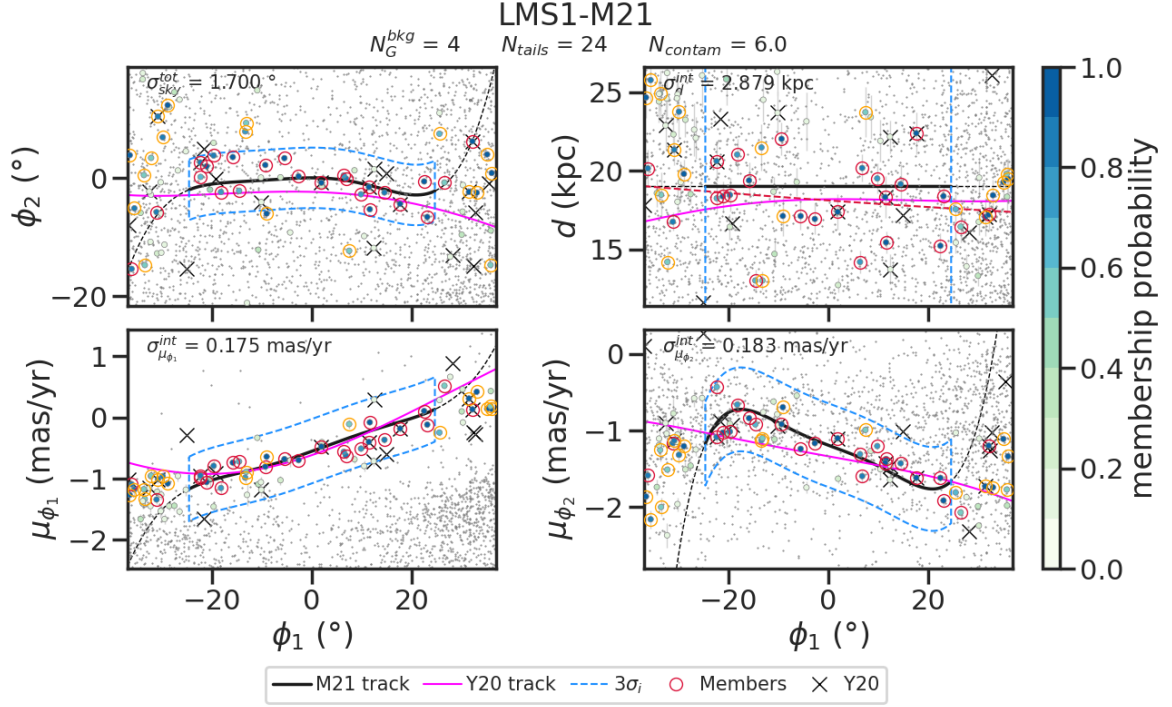 LMS1-M21
N_G^bkg = 4 N_tails = 24 N_contam = 6.0
σ_sky^tot = 1.700 °
ϕ2 (°)
0
−20
σ_d^int = 2.879 kpc
d (kpc)
25
20
15
σ_μϕ1^int = 0.175 mas/yr
μϕ1 (mas/yr)
1
0
−1
−2
−20 0 20
ϕ1 (°)
σ_μϕ2^int = 0.183 mas/yr
μϕ2 (mas/yr)
0
−1
−2
−20 0 20
ϕ1 (°)
1.0
0.8
0.6
0.4
0.2
0.0
membership probability
M21 track Y20 track 3σi Members Y20